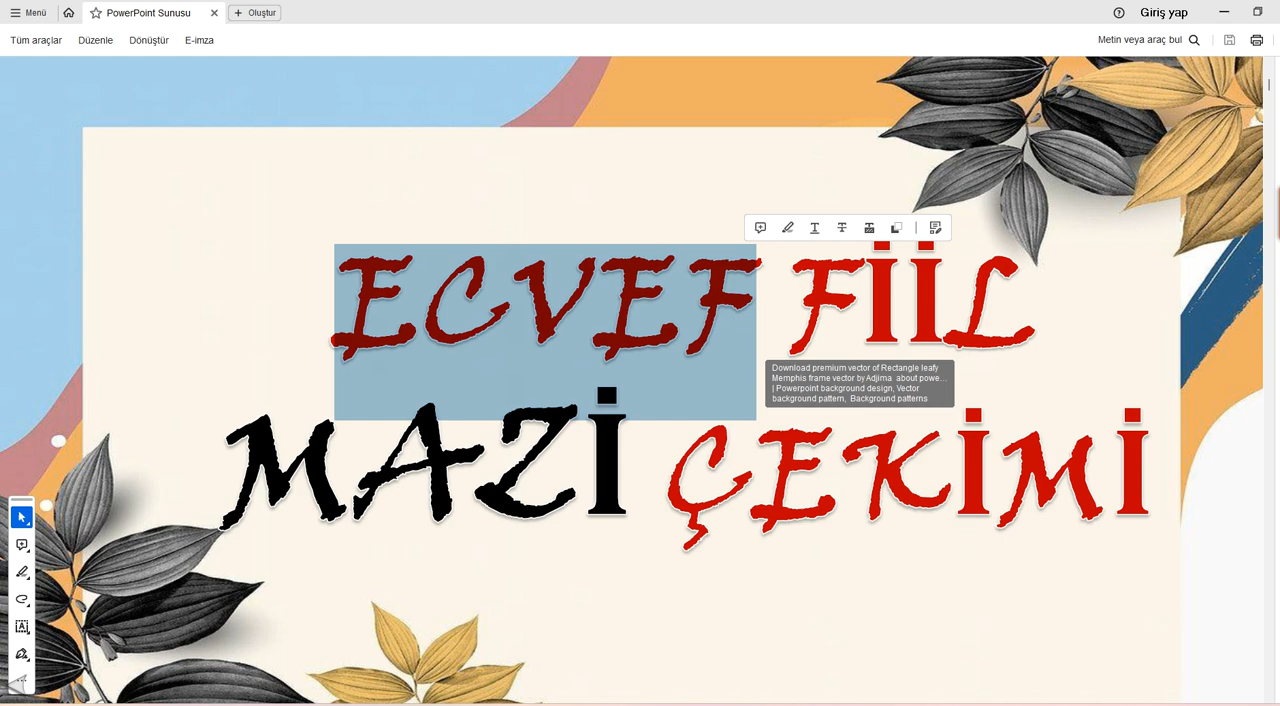 Menü
PowerPoint Sunusu
Oluştur
Giriş yap
Tüm araçlar
Düzenle
Dönüştür
E-imza
Metin veya araç bul
ECVEF FİİL
Download premium vector of Rectangle leafy
Memphis frame vector by Adjima about powe...
| Powerpoint background design, Vector
background pattern, Background patterns
MAZİ ÇEKİMİ